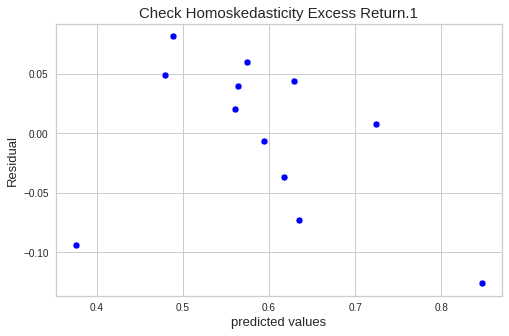 Check Homoskedasticity Excess Return.1
Residual
0.05
0.00
−0.05
−0.10
0.4 0.5 0.6 0.7 0.8
predicted values